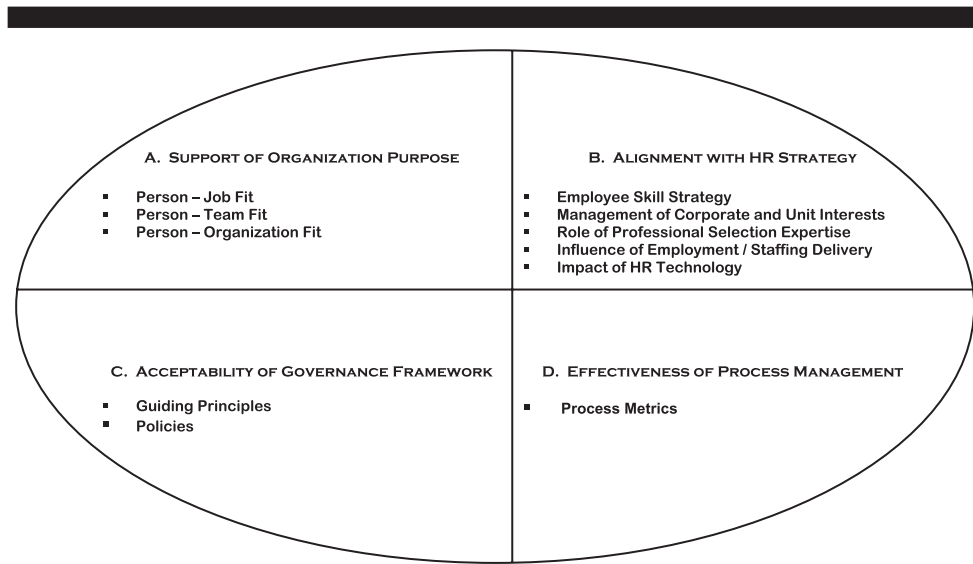 A. SUPPORT OF ORGANIZATION PURPOSE
▪ Person – Job Fit
▪ Person – Team Fit
▪ Person – Organization Fit
B. ALIGNMENT WITH HR STRATEGY
▪ Employee Skill Strategy
▪ Management of Corporate and Unit Interests
▪ Role of Professional Selection Expertise
▪ Influence of Employment / Staffing Delivery
▪ Impact of HR Technology
C. ACCEPTABILITY OF GOVERNANCE FRAMEWORK
▪ Guiding Principles
▪ Policies
D. EFFECTIVENESS OF PROCESS MANAGEMENT
▪ Process Metrics